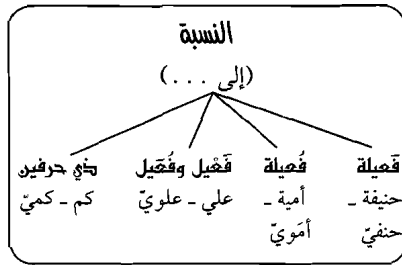 النسبة
(إلى . . .)
فَعيلة فُعيلة فَعْيل وفُعَيل ذي حرفين
حنيفة ـ أمية ـ علي ـ علويّ كم ـ كميّ
حنفيّ أمَويّ